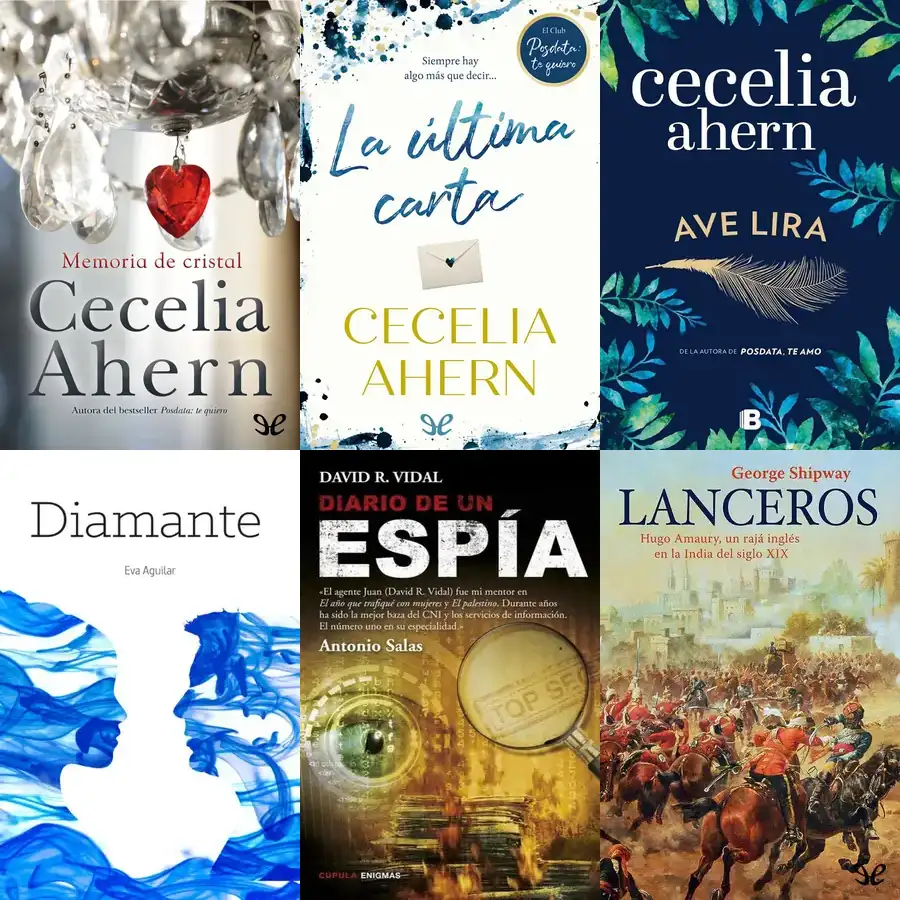 Memoria de cristal
Cecelia
Ahern
Autora del bestseller Posdata: te quiero
El Club
Posdata:
te quiero
Siempre hay
algo más que decir...
La última
carta
CECELIA
AHERN
cecelia
ahern
AVE LIRA
DE LA AUTORA DE POSDATA, TE AMO
B
Diamante
Eva Aguilar
DAVID R. VIDAL
DIARIO DE UN
ESPÍA
«El agente Juan (David R. Vidal) fue mi mentor en
El año que trafiqué con mujeres y El palestino. Durante años
ha sido la mejor baza del CNI y los servicios de información.
El número uno en su especialidad.»
Antonio Salas
TOP SEC
CÚPULA ENIGMAS
George Shipway
LANCEROS
Hugo Amaury, un rajá inglés
en la India del siglo XIX